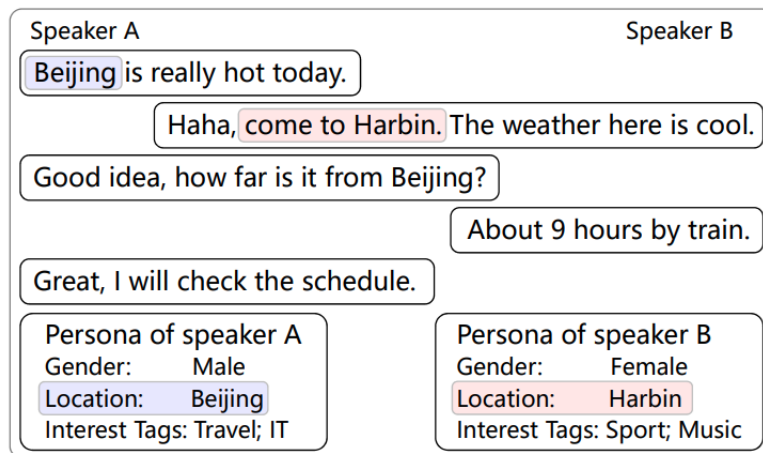 Speaker A Speaker B
Beijing is really hot today.
Haha, come to Harbin. The weather here is cool.
Good idea, how far is it from Beijing?
About 9 hours by train.
Great, I will check the schedule.
Persona of speaker A
Gender: Male
Location: Beijing
Interest Tags: Travel; IT
Persona of speaker B
Gender: Female
Location: Harbin
Interest Tags: Sport; Music